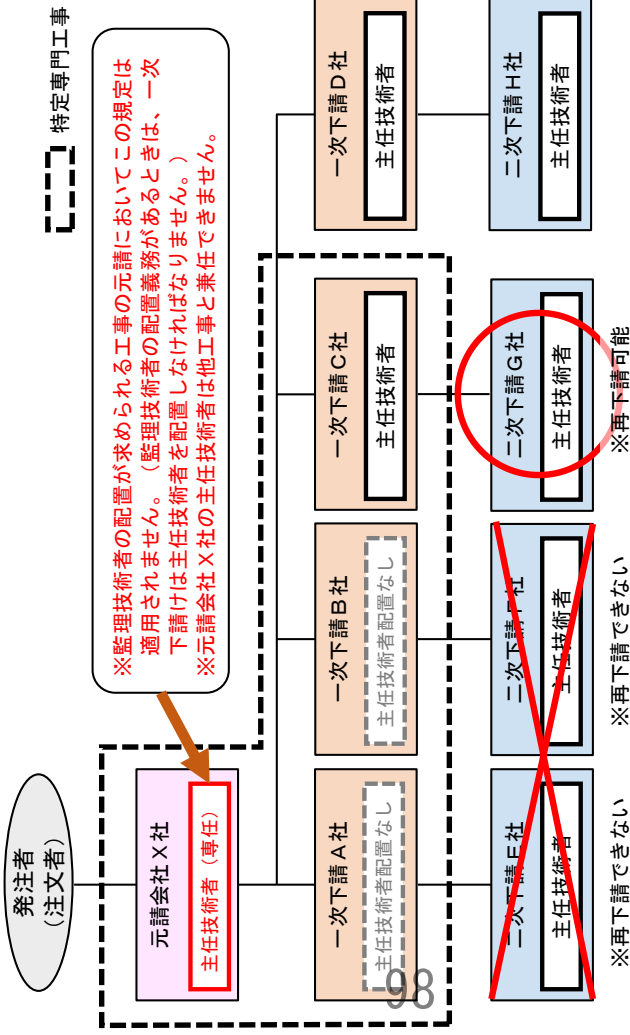 特定専門工事
発注者
(注文者)
※監理技術者の配置が求められる工事の元請においてこの規定は
適用されません。（監理技術者の配置義務があるときは、一次
下請けは主任技術者を配置しなければなりません。）
※元請会社Ｘ社の主任技術者は他工事と兼任できません。
元請会社Ｘ社
主任技術者（専任）
一次下請Ａ社
主任技術者配置なし
一次下請Ｂ社
主任技術者配置なし
一次下請Ｃ社
主任技術者
一次下請Ｄ社
主任技術者
二次下請Ｅ社
主任技術者
二次下請Ｆ社
主任技術者
二次下請Ｇ社
主任技術者
二次下請Ｈ社
主任技術者
※再下請できない
※再下請できない
※再下請可能
98